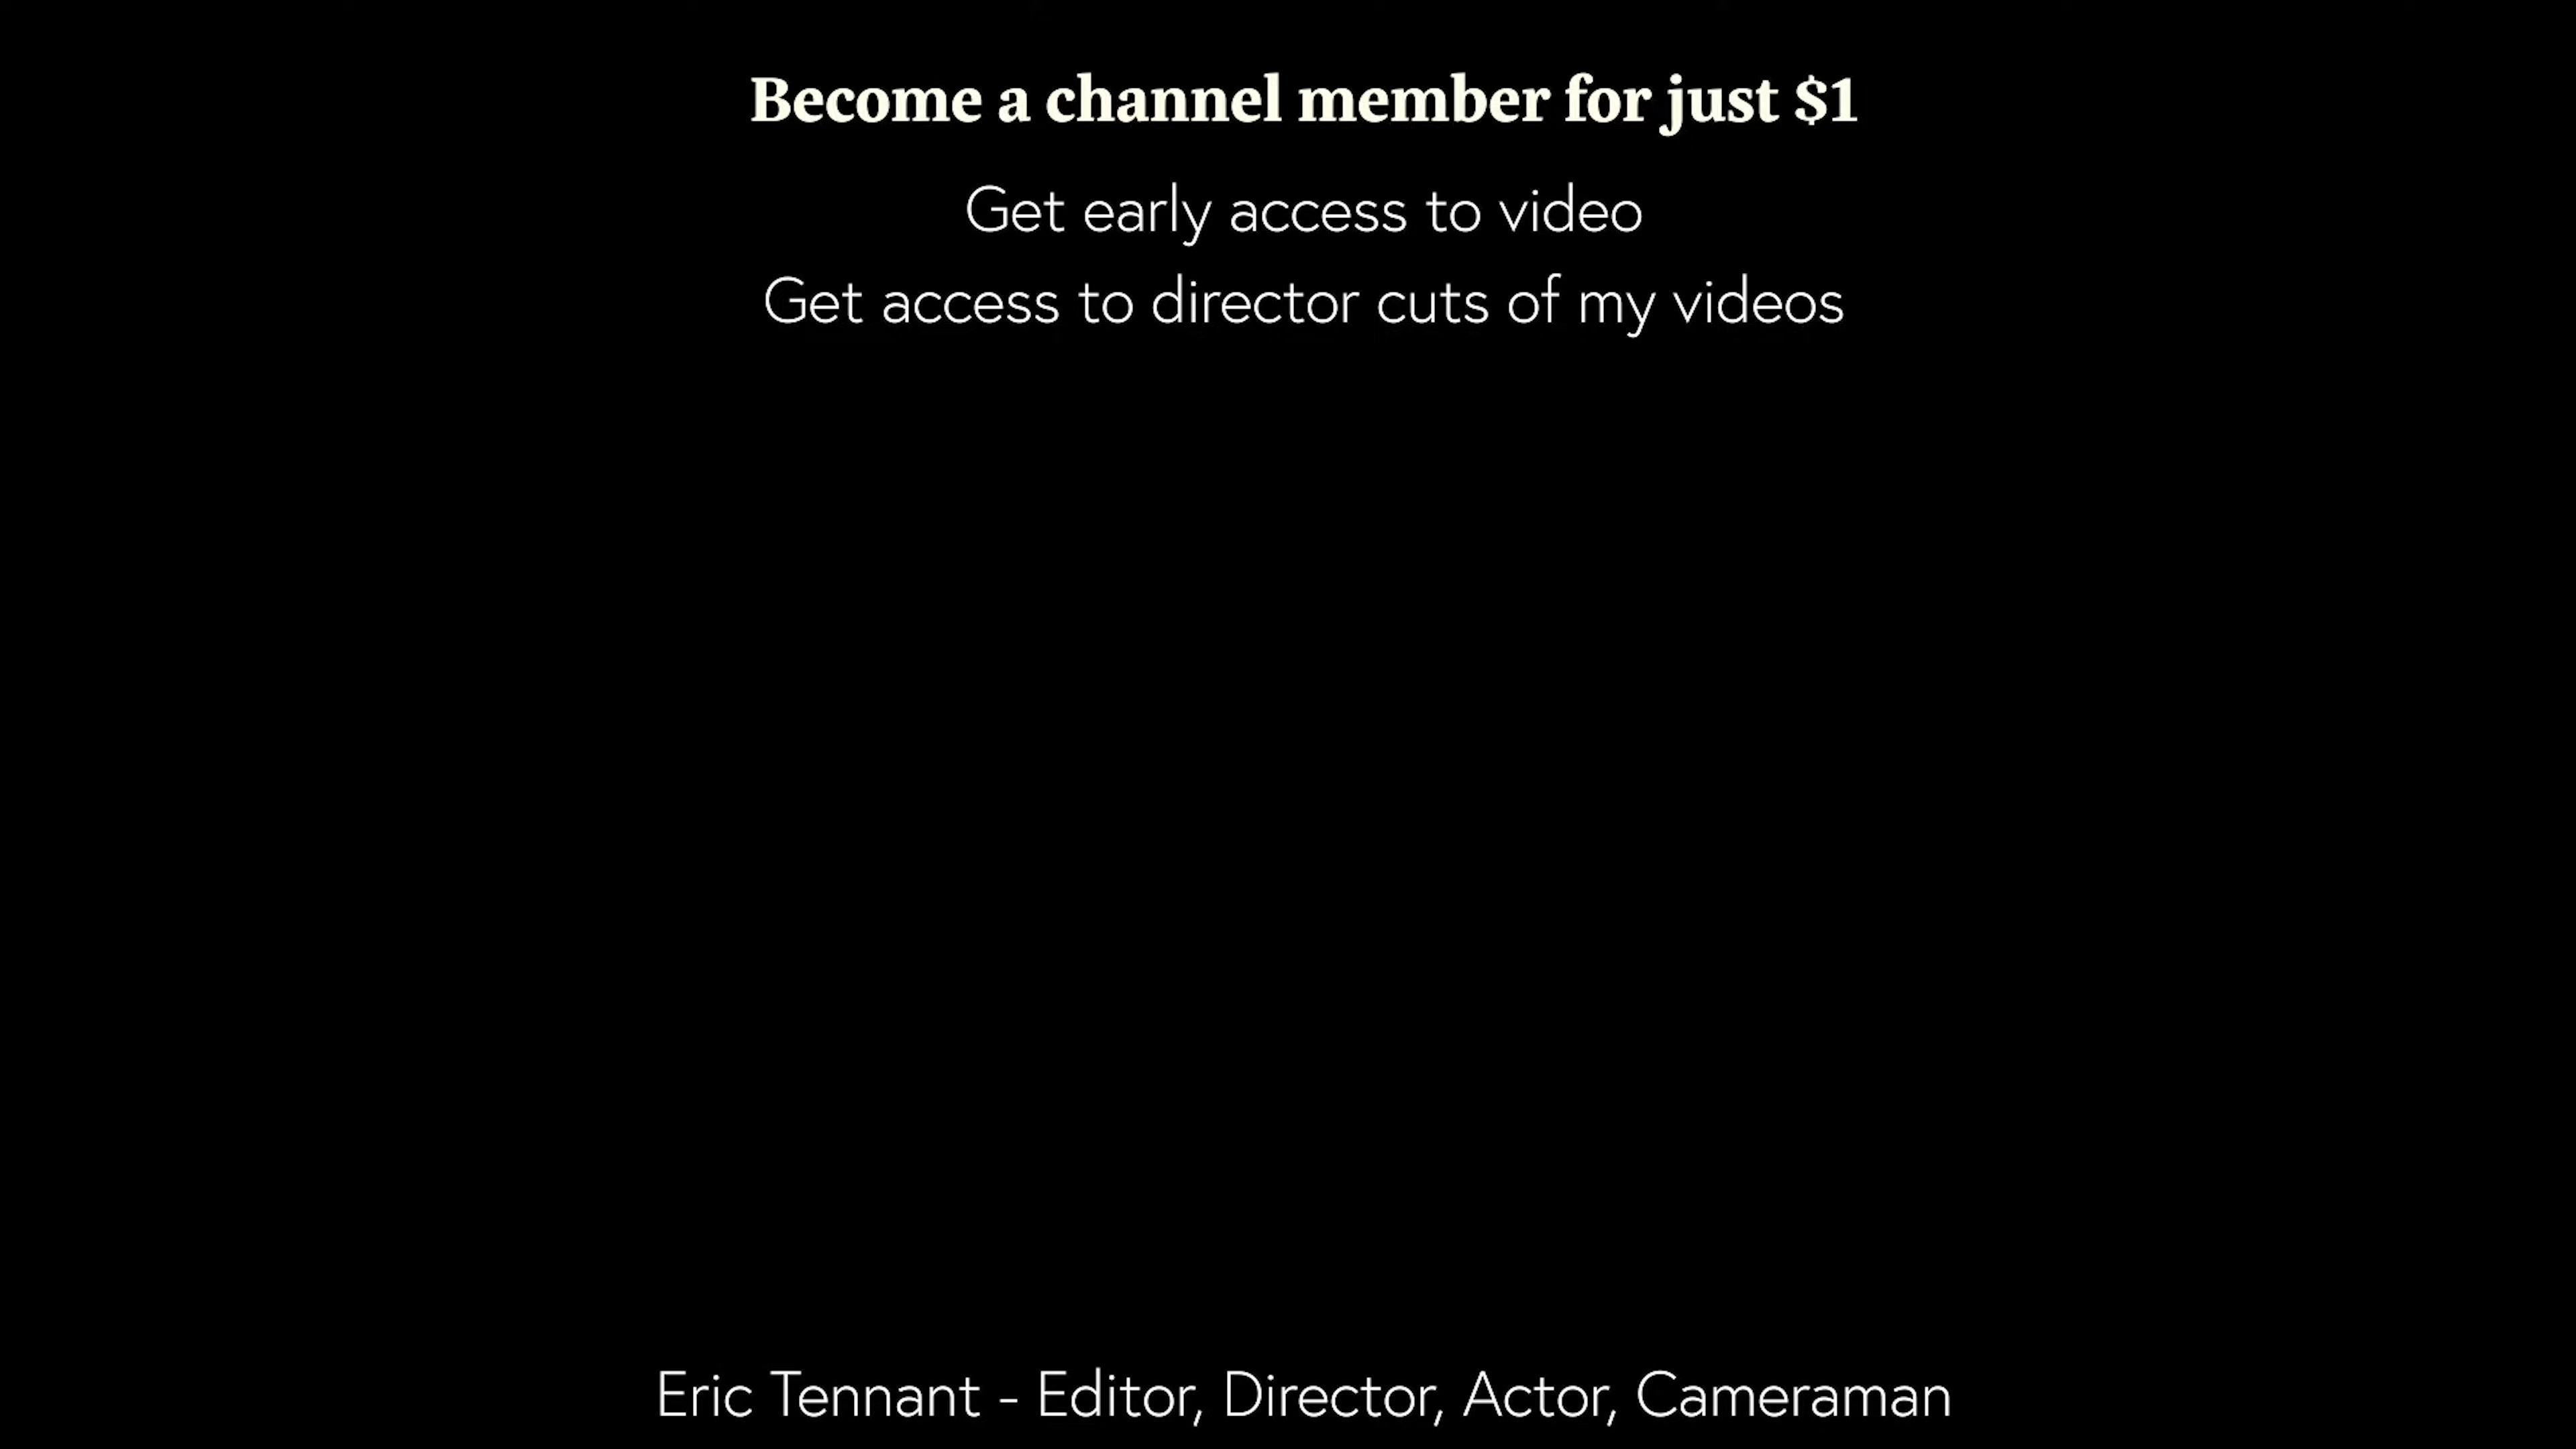 Become a channel member for just $1
Get early access to video
Get access to director cuts of my videos
Eric Tennant - Editor, Director, Actor, Cameraman